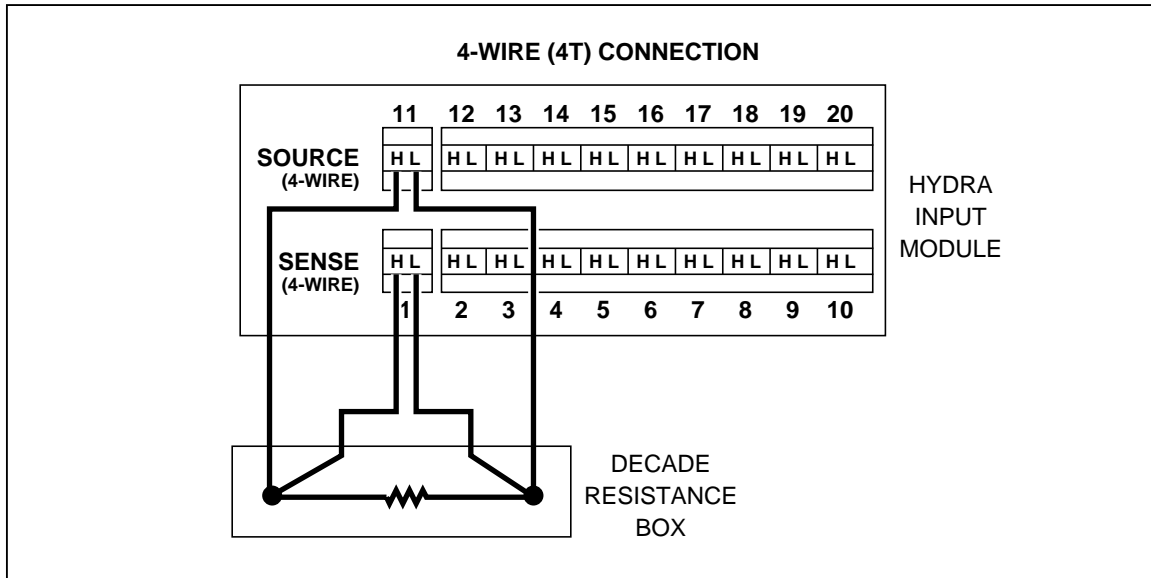 4-WIRE (4T) CONNECTION
11 12 13 14 15 16 17 18 19 20
SOURCE H L H L H L H L H L H L H L H L H L H L
(4-WIRE)
HYDRA
INPUT
MODULE
SENSE H L H L H L H L H L H L H L H L H L H L
(4-WIRE)
1 2 3 4 5 6 7 8 9 10
DECADE
RESISTANCE
BOX